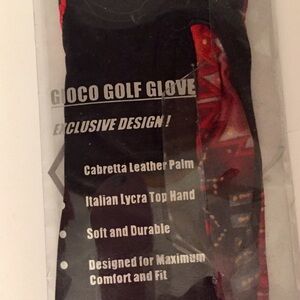 GIOCO GOLF GLOVE
EXCLUSIVE DESIGN!
Cabretta Leather Palm
Italian Lycra Top Hand
Soft and Durable
Designed for Maximum
Comfort and Fit